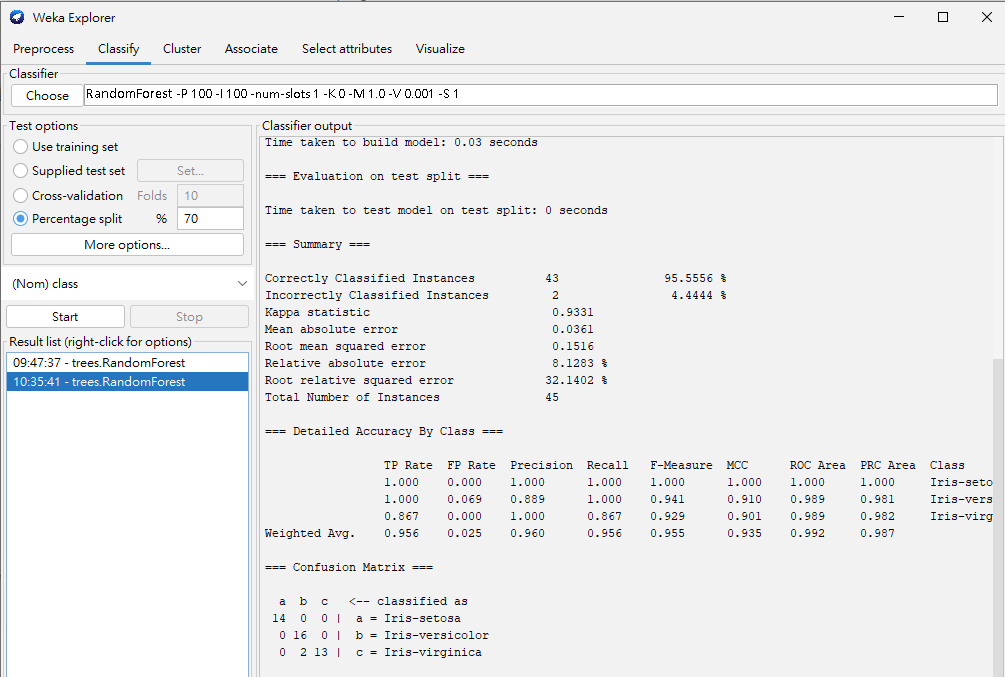 Weka Explorer
Preprocess Classify Cluster Associate Select attributes Visualize
Classifier
Choose RandomForest -P 100 -I 100 -num-slots 1 -K 0 -M 1.0 -V 0.001 -S 1
Test options
Use training set
Supplied test set Set...
Cross-validation Folds 10
Percentage split % 70
More options...
(Nom) class
Start Stop
Result list (right-click for options)
09:47:37 - trees.RandomForest
10:35:41 - trees.RandomForest
Classifier output
Time taken to build model: 0.03 seconds
=== Evaluation on test split ===
Time taken to test model on test split: 0 seconds
=== Summary ===
Correctly Classified Instances 43 95.5556 %
Incorrectly Classified Instances 2 4.4444 %
Kappa statistic 0.9331
Mean absolute error 0.0361
Root mean squared error 0.1516
Relative absolute error 8.1283 %
Root relative squared error 32.1402 %
Total Number of Instances 45
=== Detailed Accuracy By Class ===
TP Rate FP Rate Precision Recall F-Measure MCC ROC Area PRC Area Class
1.000 0.000 1.000 1.000 1.000 1.000 1.000 1.000 Iris-seto
1.000 0.069 0.889 1.000 0.941 0.910 0.989 0.981 Iris-vers
0.867 0.000 1.000 0.867 0.929 0.901 0.989 0.982 Iris-virg
Weighted Avg. 0.956 0.025 0.960 0.956 0.955 0.935 0.992 0.987
=== Confusion Matrix ===
a b c <-- classified as
14 0 0 | a = Iris-setosa
0 16 0 | b = Iris-versicolor
0 2 13 | c = Iris-virginica